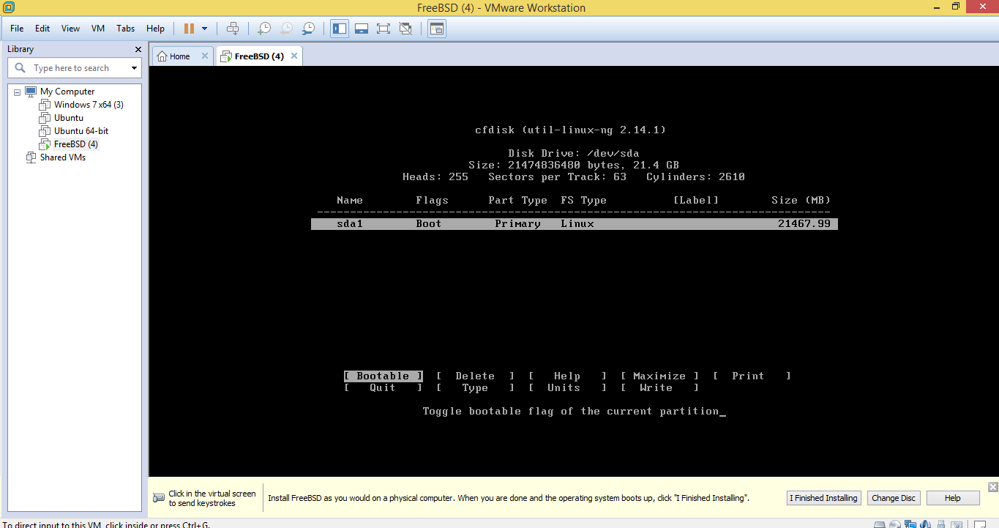 FreeBSD (4) - VMware Workstation
File Edit View VM Tabs Help
Library
Type here to search
My Computer
Windows 7 x64 (3)
Ubuntu
Ubuntu 64-bit
FreeBSD (4)
Shared VMs
Home FreeBSD (4)
cfdisk (util-linux-ng 2.14.1)
Disk Drive: /dev/sda
Size: 21474836480 bytes, 21.4 GB
Heads: 255 Sectors per Track: 63 Cylinders: 2610
Name Flags Part Type FS Type [Label] Size (MB)
sda1 Boot Primary Linux 21467.99
[ Bootable ] [ Delete ] [ Help ] [ Maximize ] [ Print ]
[ Quit ] [ Type ] [ Units ] [ Write ]
Toggle bootable flag of the current partition_
Click in the virtual screen
to send keystrokes
Install FreeBSD as you would on a physical computer. When you are done and the operating system boots up, click "I Finished Installing".
I Finished Installing Change Disc Help
To direct input to this VM, click inside or press Ctrl+G.